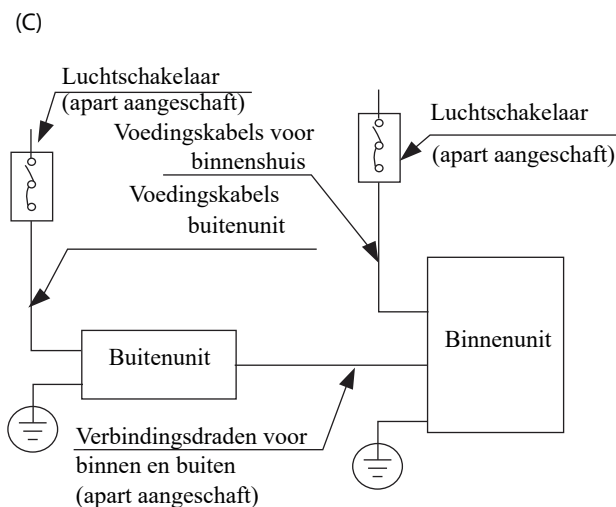 (C)
Luchtschakelaar
(apart aangeschaft)
Voedingskabels voor
binnenshuis
Voedingskabels
buitenunit
Luchtschakelaar
(apart aangeschaft)
Buitenunit
Binnenunit
Verbindingsdraden voor
binnen en buiten
(apart aangeschaft)